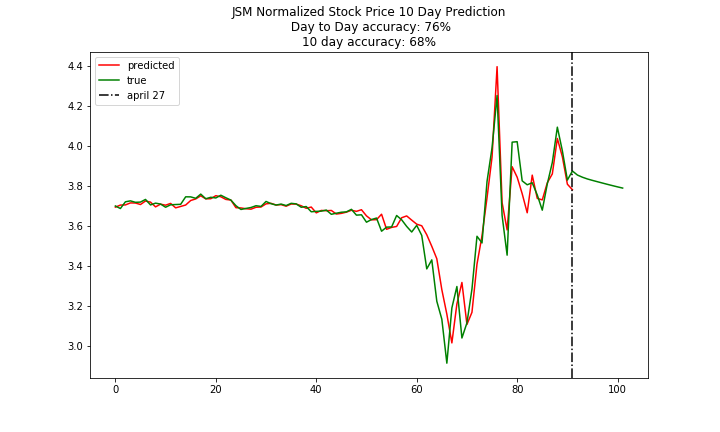 JSM Normalized Stock Price 10 Day Prediction
Day to Day accuracy: 76%
10 day accuracy: 68%
predicted
true
april 27
4.4
4.2
4.0
3.8
3.6
3.4
3.2
3.0
0 20 40 60 80 100